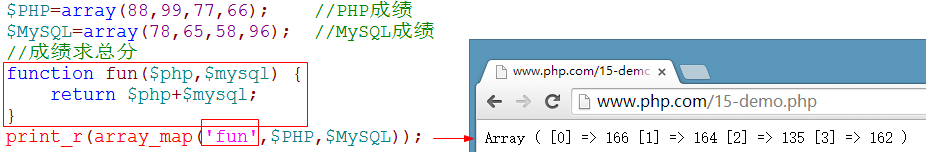 $PHP=array(88,99,77,66);     //PHP成绩
$MySQL=array(78,65,58,96);  //MySQL成绩
//成绩求总分
function fun($php,$mysql) {
    return $php+$mysql;
}
print_r(array_map('fun',$PHP,$MySQL));
www.php.com/15-demo
www.php.com/15-demo.php
Array ( [0] => 166 [1] => 164 [2] => 135 [3] => 162 )